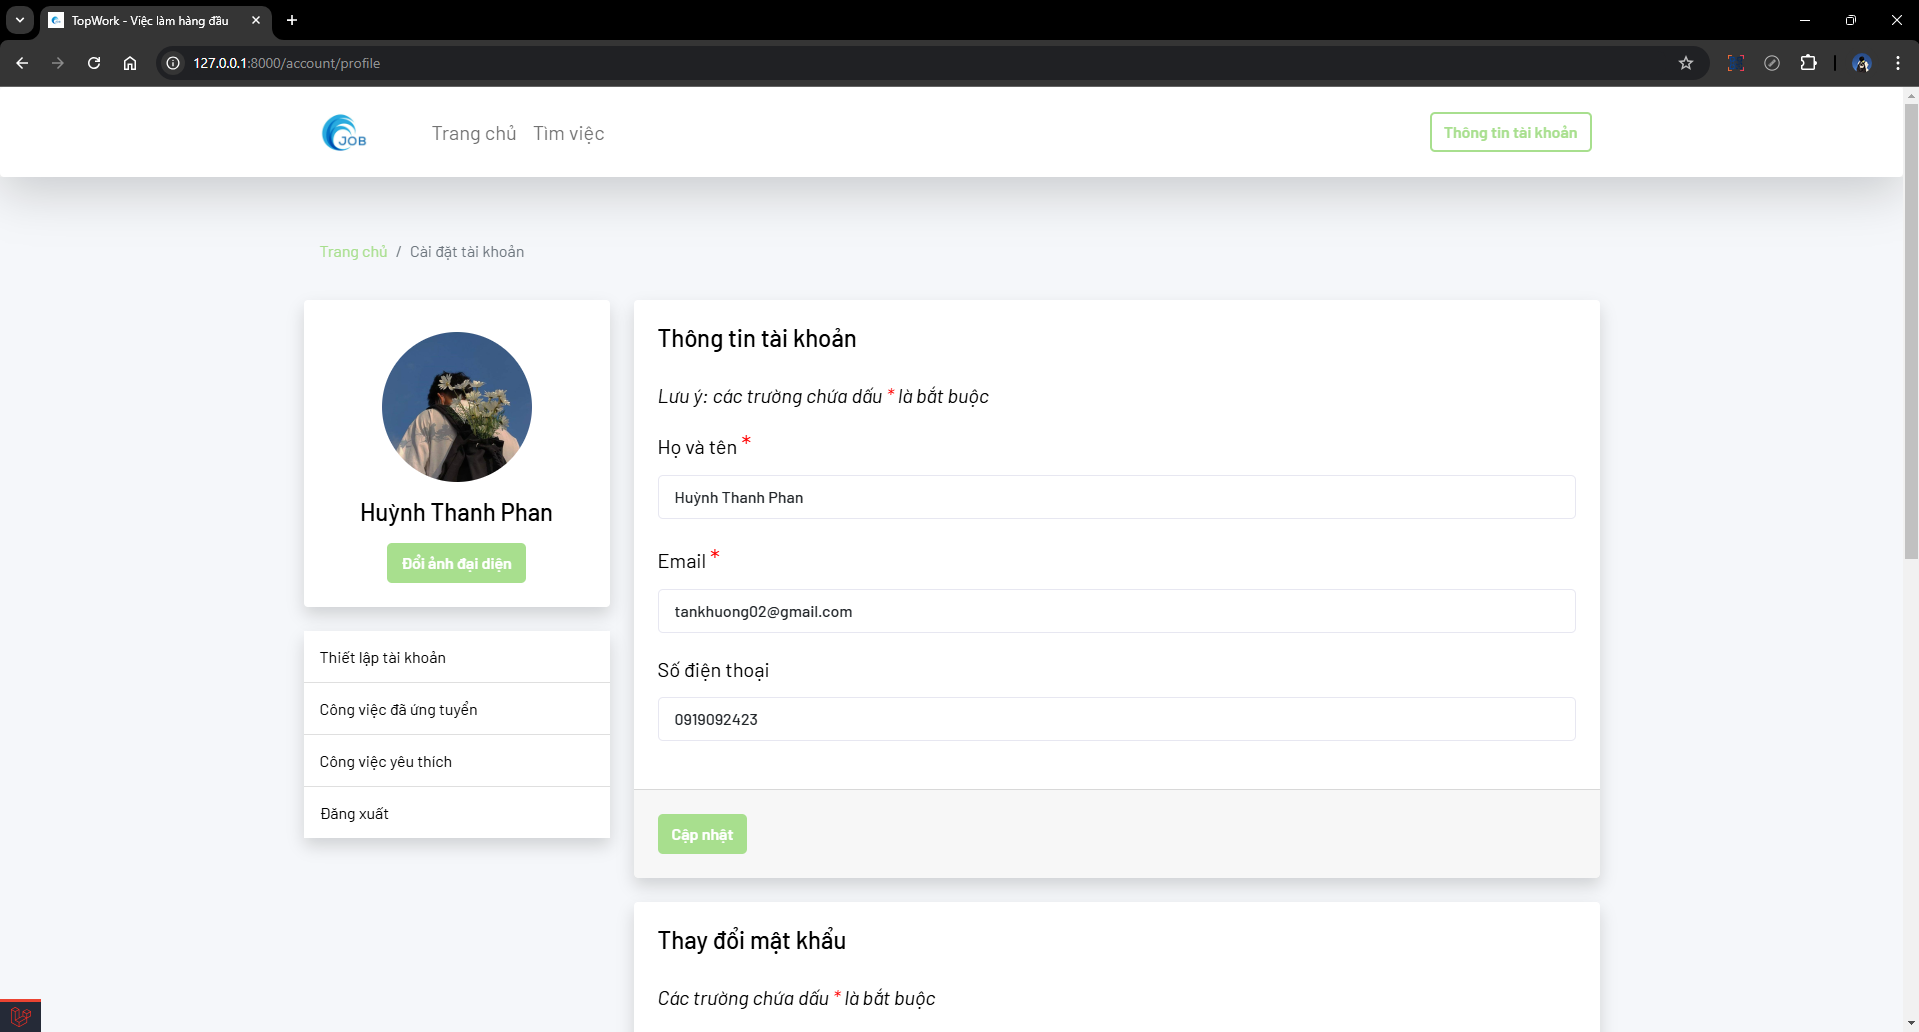 TopWork - Việc làm hàng đầu
127.0.0.1:8000/account/profile
JOB
Trang chủ
Tìm việc
Thông tin tài khoản
Trang chủ / Cài đặt tài khoản
Huỳnh Thanh Phan
Đổi ảnh đại diện
Thiết lập tài khoản
Công việc đã ứng tuyển
Công việc yêu thích
Đăng xuất
Thông tin tài khoản
Lưu ý: các trường chứa dấu * là bắt buộc
Họ và tên *
Huỳnh Thanh Phan
Email *
tankhuong02@gmail.com
Số điện thoại
0919092423
Cập nhật
Thay đổi mật khẩu
Các trường chứa dấu * là bắt buộc